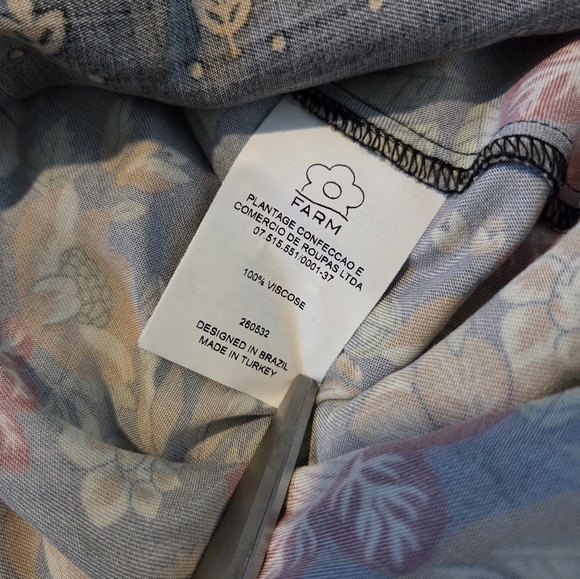 FARM
PLANTAGE CONFECCAO E
COMERCIO DE ROUPAS LTDA
07.515.551/0001-37
100% VISCOSE
260532
DESIGNED IN BRAZIL
MADE IN TURKEY